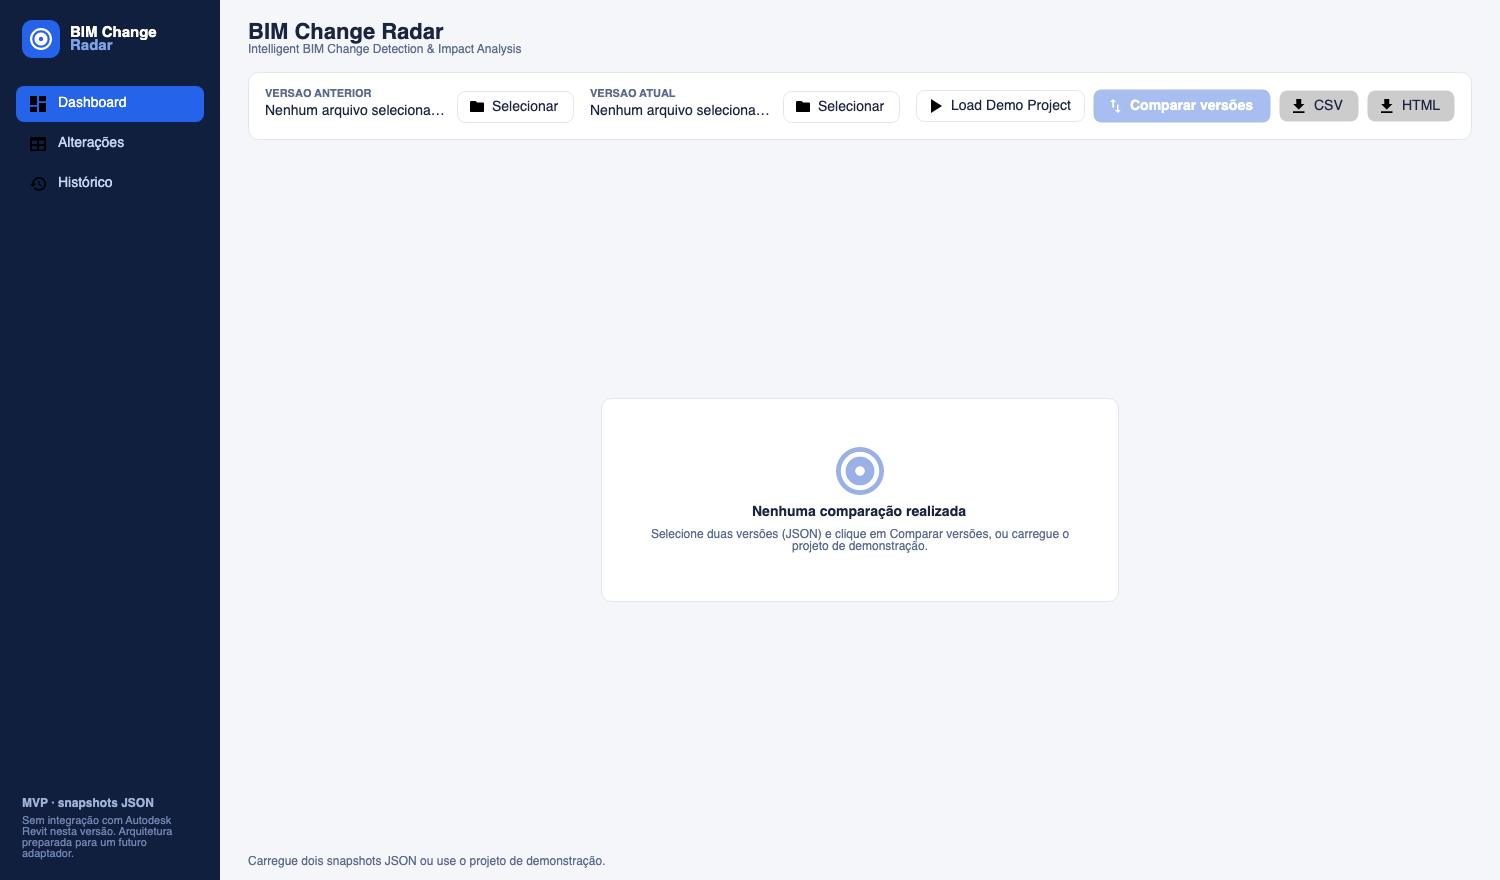 BIM Change
Radar
Dashboard
Alterações
Histórico
MVP · snapshots JSON
Sem integração com Autodesk
Revit nesta versão. Arquitetura
preparada para um futuro
adaptador.
BIM Change Radar
Intelligent BIM Change Detection & Impact Analysis
VERSAO ANTERIOR
Nenhum arquivo seleciona…
Selecionar
VERSAO ATUAL
Nenhum arquivo seleciona…
Selecionar
Load Demo Project
Comparar versões
CSV
HTML
Nenhuma comparação realizada
Selecione duas versões (JSON) e clique em Comparar versões, ou carregue o
projeto de demonstração.
Carregue dois snapshots JSON ou use o projeto de demonstração.